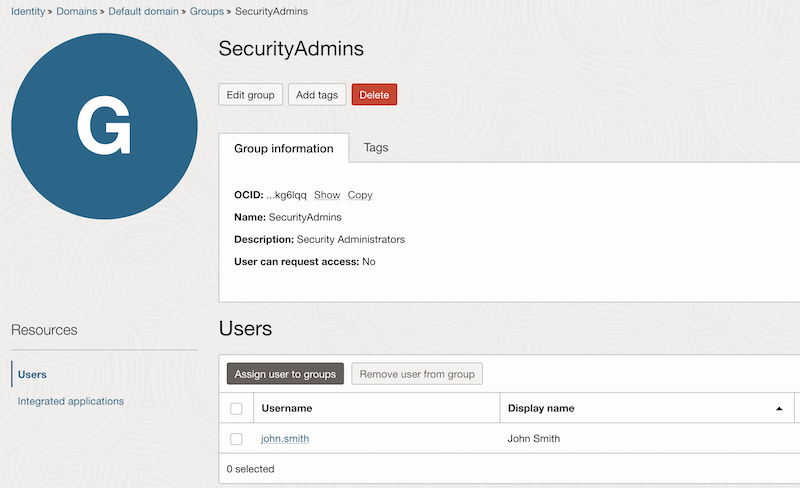 Identity » Domains » Default domain » Groups » SecurityAdmins
G
SecurityAdmins
Edit group Add tags Delete
Group information Tags
OCID: ...kg6lqq Show Copy
Name: SecurityAdmins
Description: Security Administrators
User can request access: No
Resources
Users
Integrated applications
Users
Assign user to groups Remove user from group
Username Display name
john.smith John Smith
0 selected